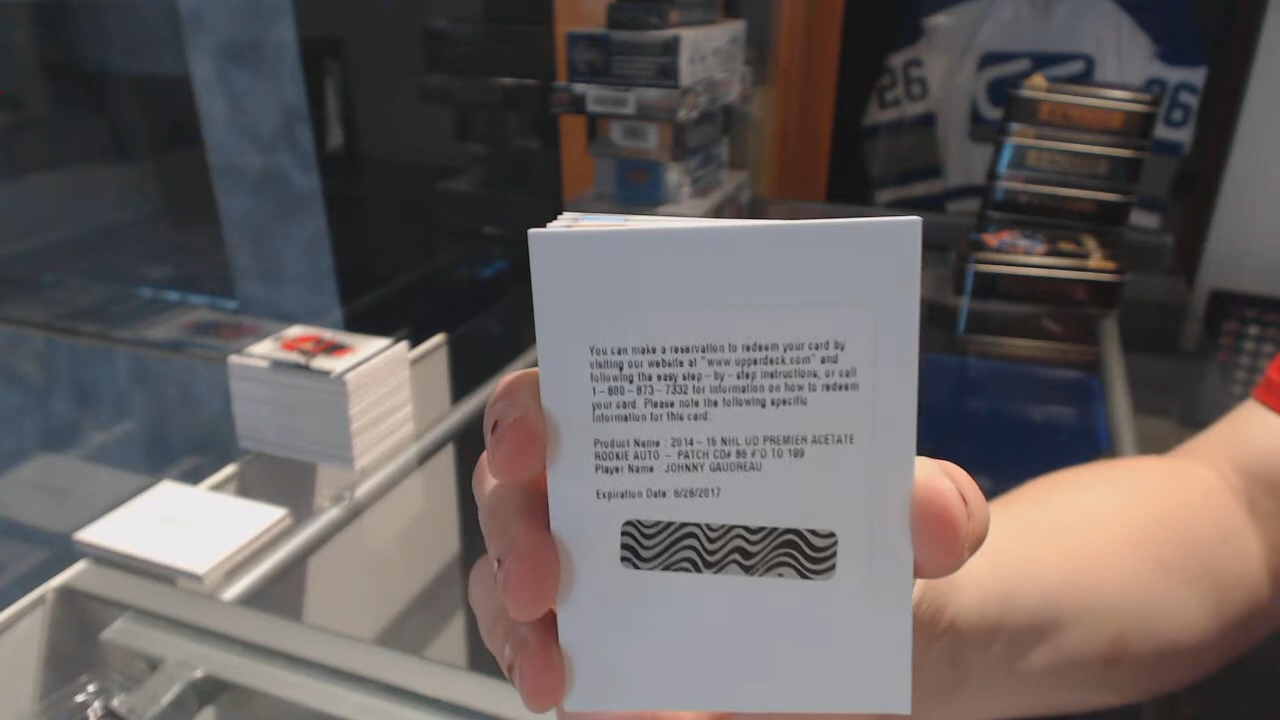 26
26
You can make a reservation to redeem your card by
visiting our website at "www.upperdeck.com" and
following the easy step-by-step instructions, or call
1-800-873-7332 for information on how to redeem
your card. Please note the following specific
information for this card:
Product Name : 2014-15 NHL UD PREMIER ACETATE
ROOKIE AUTO - PATCH CD# 86 #'D TO 199
Player Name : JOHNNY GAUDREAU
Expiration Date: 8/28/2017